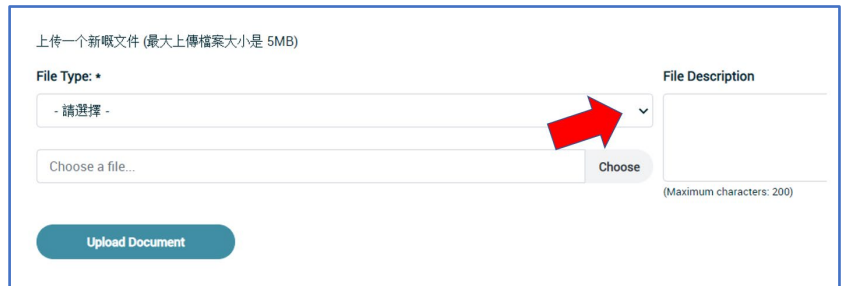 上传一个新嘅文件 (最大上傳檔案大小是 5MB)
File Type: *
File Description
- 請選擇 -
Choose a file...
Choose
(Maximum characters: 200)
Upload Document